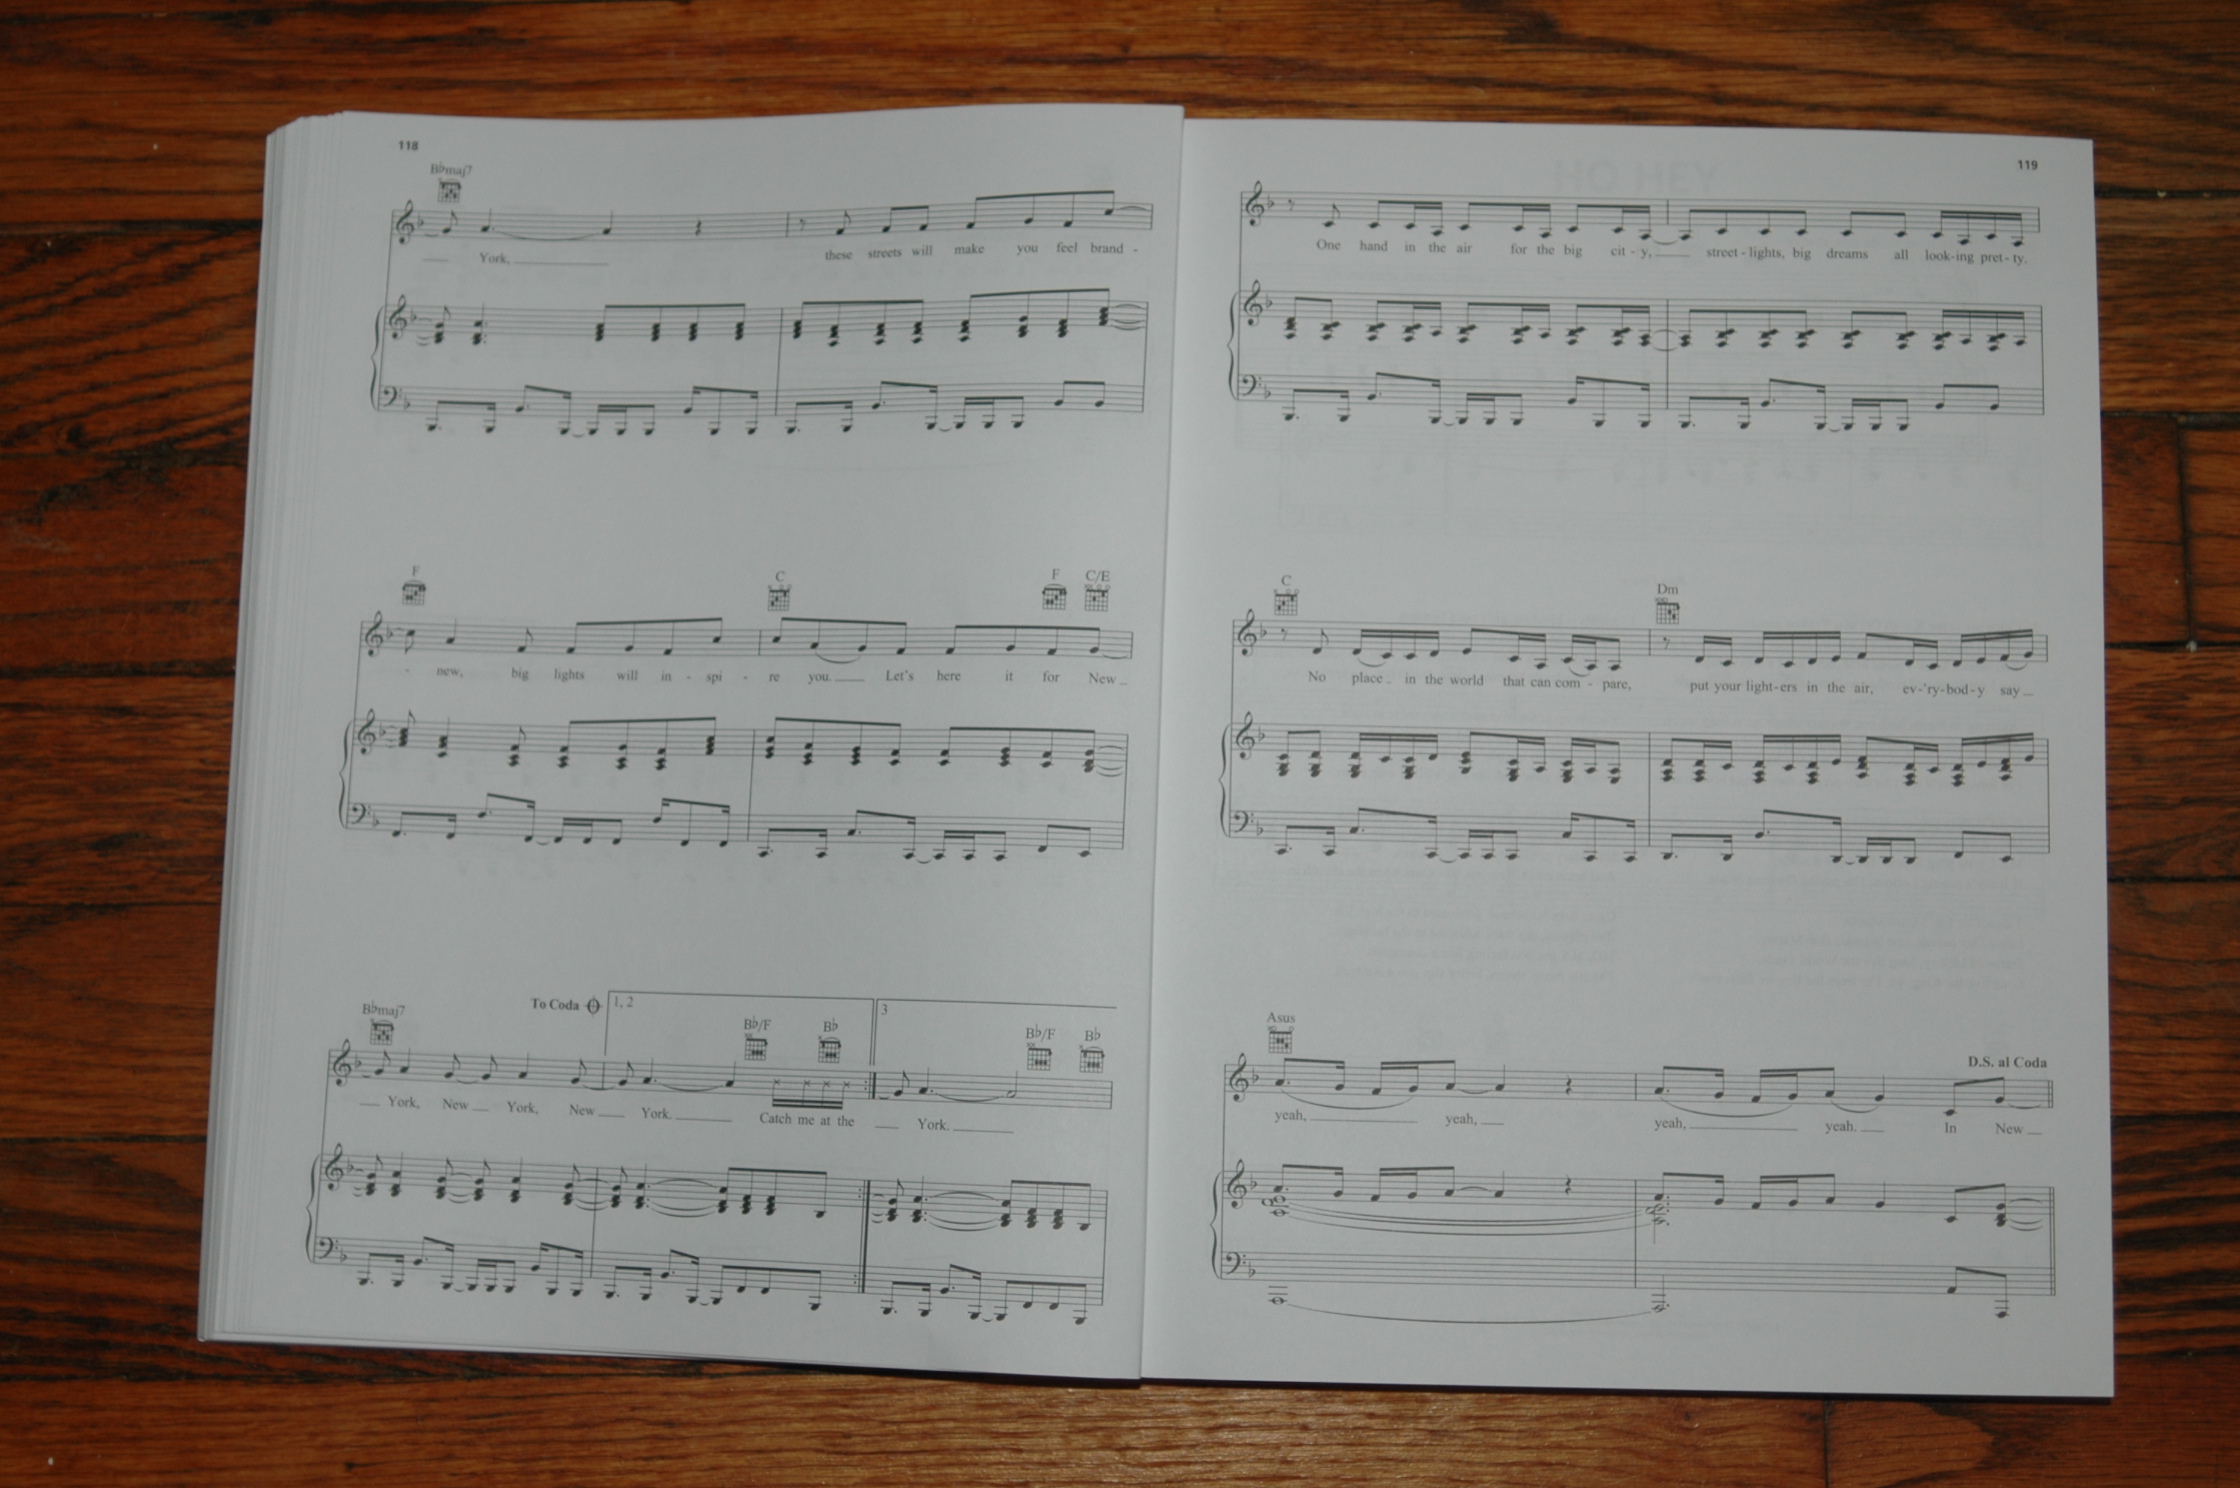 118
B♭maj7
York, these streets will make you feel brand -
F C F C/E
- new, big lights will in - spi - re you. Let's here it for New
B♭maj7 To Coda 1, 2 B♭/F B♭ 3 B♭/F B♭
York, New York, New York. Catch me at the York.
119
One hand in the air for the big cit - y, street - lights, big dreams all look-ing pret-ty.
C Dm
No place in the world that can com - pare, put your light-ers in the air, ev-'ry-bod-y say
Asus D.S. al Coda
yeah, yeah, yeah, yeah. In New